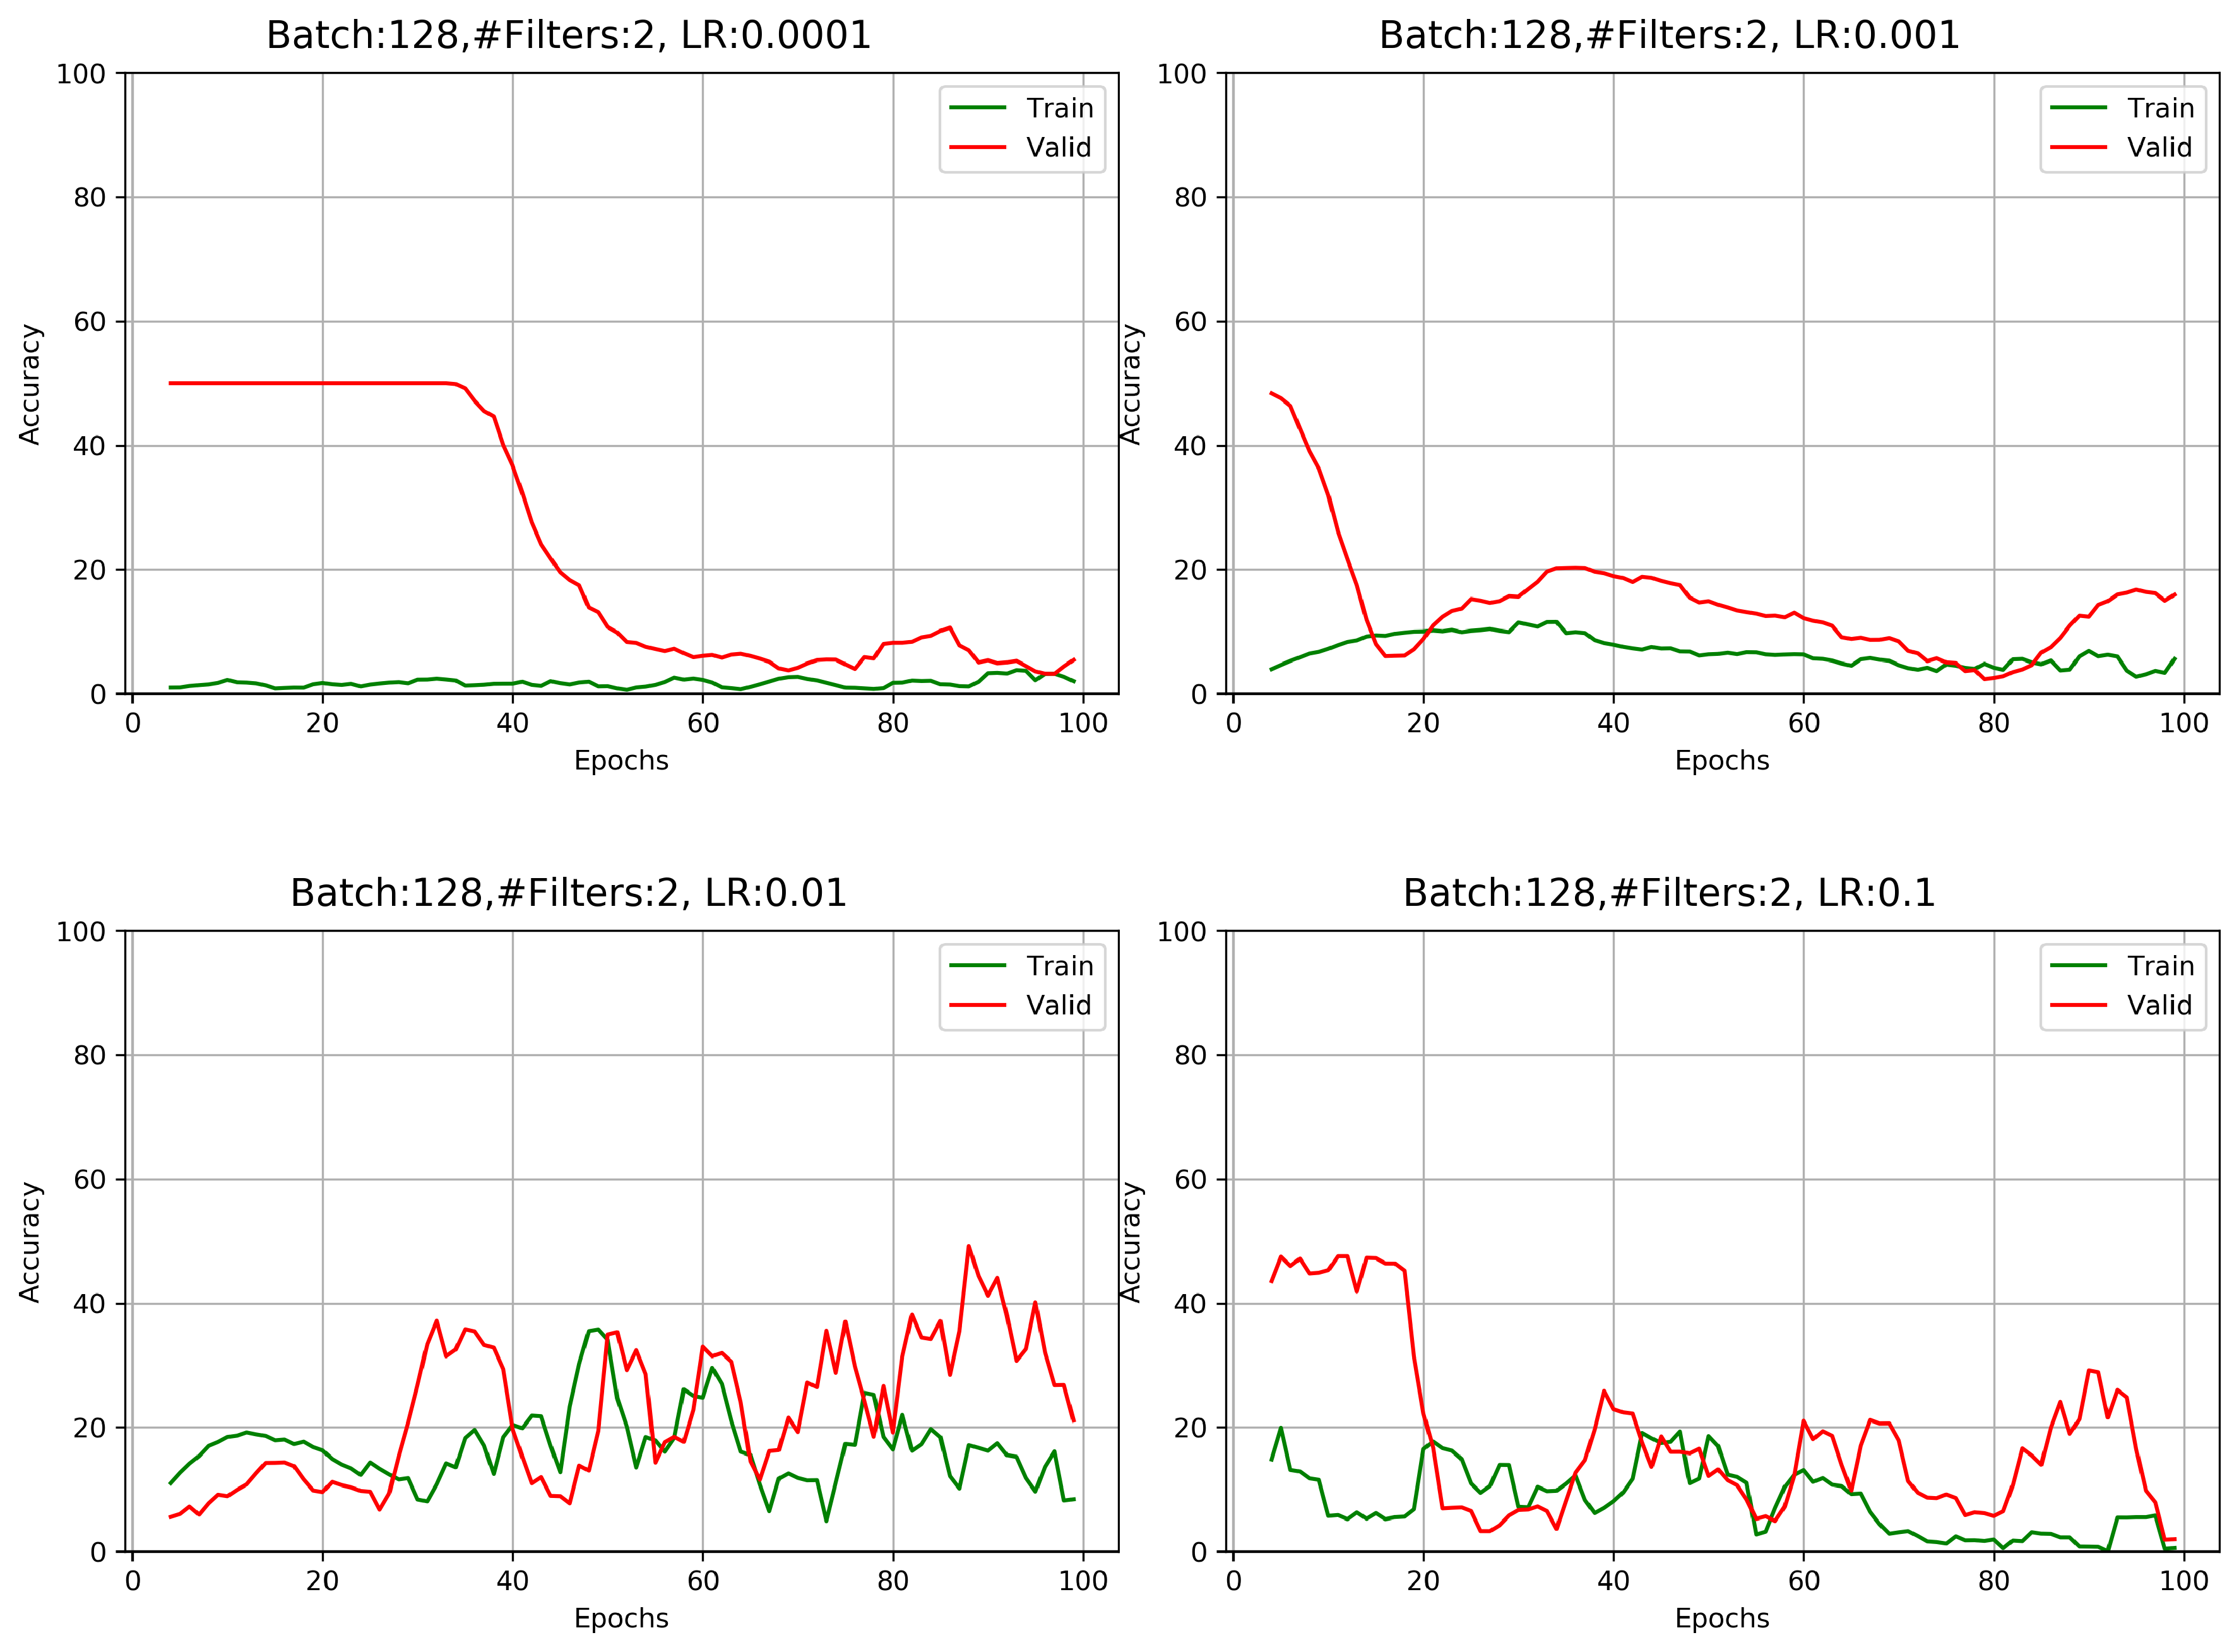 Batch:128,#Filters:2, LR:0.0001
100
80
60
40
20
0
Accuracy
Train
Valid
0 20 40 60 80 100
Epochs
Batch:128,#Filters:2, LR:0.001
100
80
60
40
20
0
Accuracy
Train
Valid
0 20 40 60 80 100
Epochs
Batch:128,#Filters:2, LR:0.01
100
80
60
40
20
0
Accuracy
Train
Valid
0 20 40 60 80 100
Epochs
Batch:128,#Filters:2, LR:0.1
100
80
60
40
20
0
Accuracy
Train
Valid
0 20 40 60 80 100
Epochs